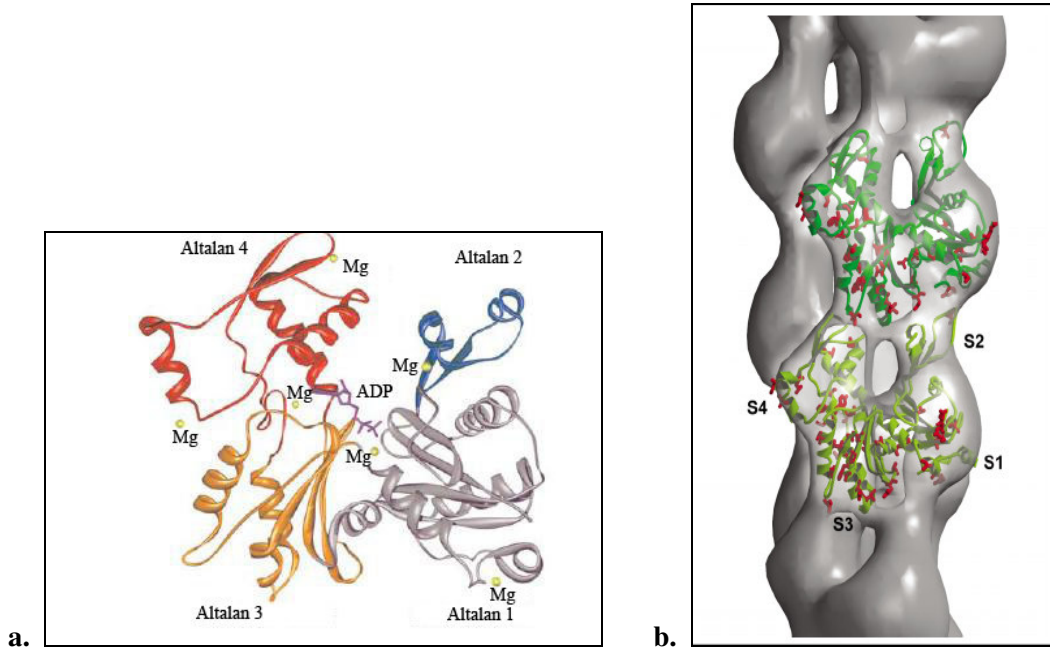 Altalan 4
Mg
Altalan 2
Mg
ADP
Mg
Mg
Mg
Altalan 3
Altalan 1
Mg
a.
S2
S4
S1
S3
b.